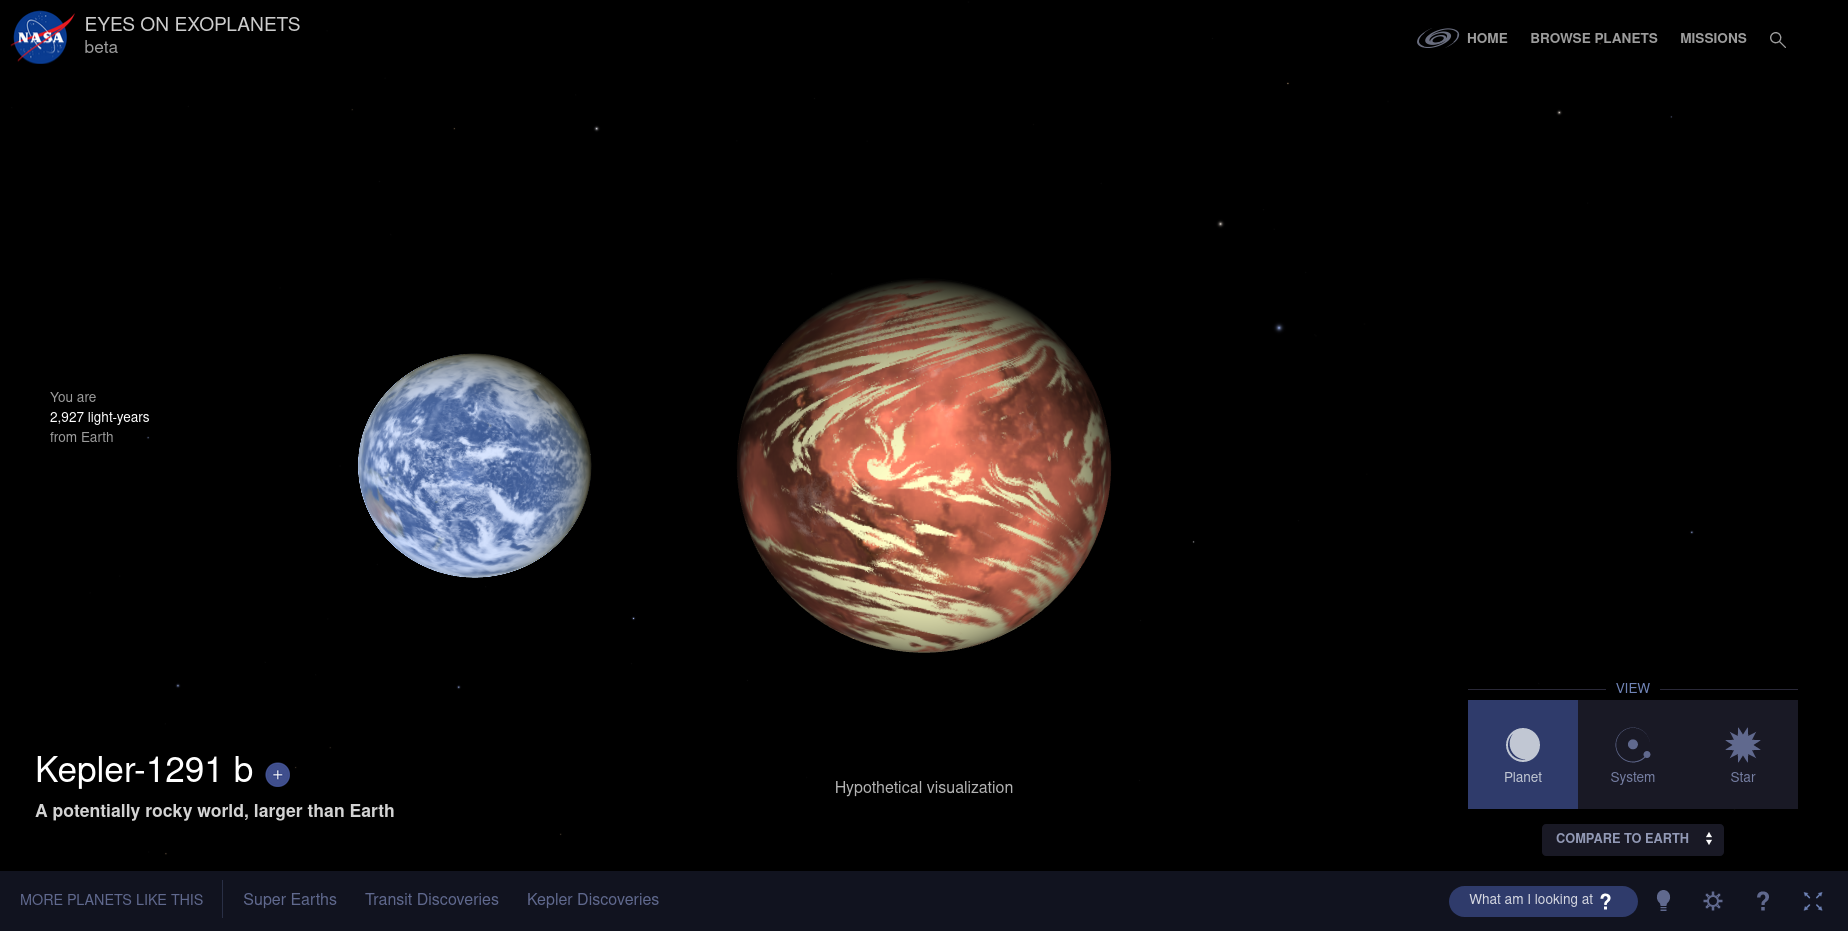 NASA
EYES ON EXOPLANETS
beta
HOME
BROWSE PLANETS
MISSIONS
You are
2,927 light-years
from Earth
Kepler-1291 b +
A potentially rocky world, larger than Earth
Hypothetical visualization
VIEW
Planet
System
Star
COMPARE TO EARTH
MORE PLANETS LIKE THIS
Super Earths
Transit Discoveries
Kepler Discoveries
What am I looking at ?
?